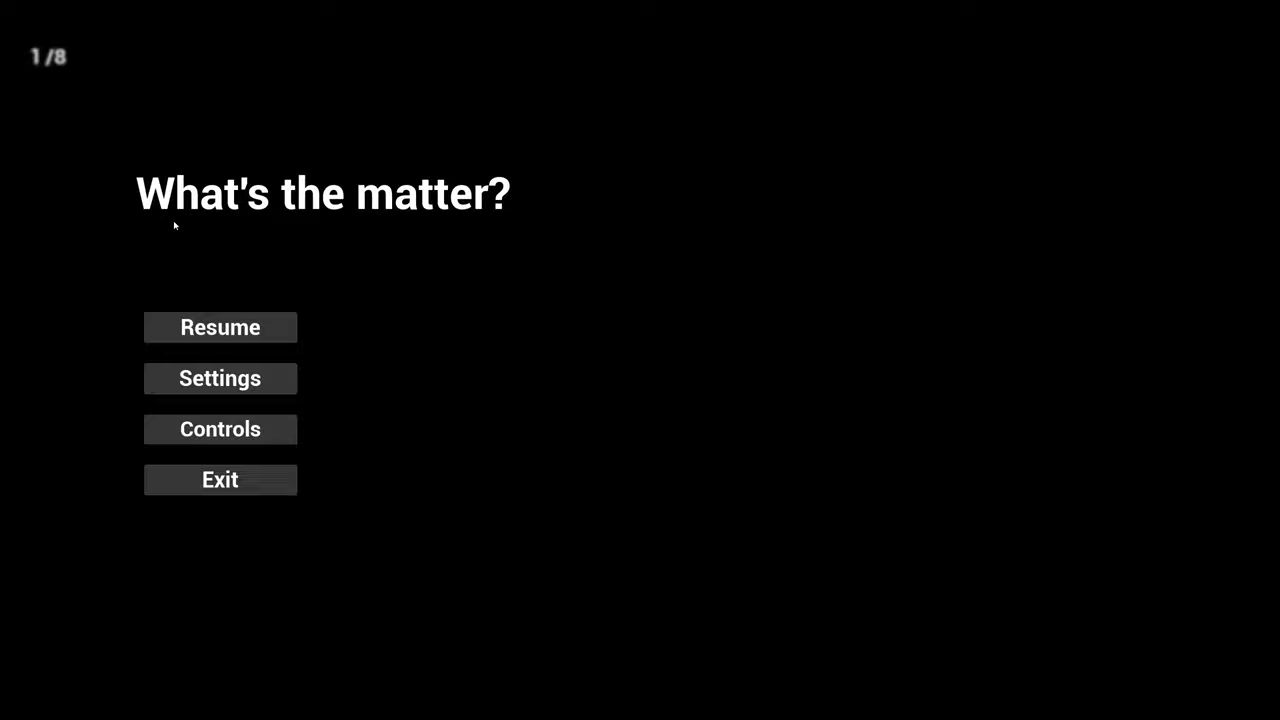 1 /8
What's the matter?
Resume
Settings
Controls
Exit